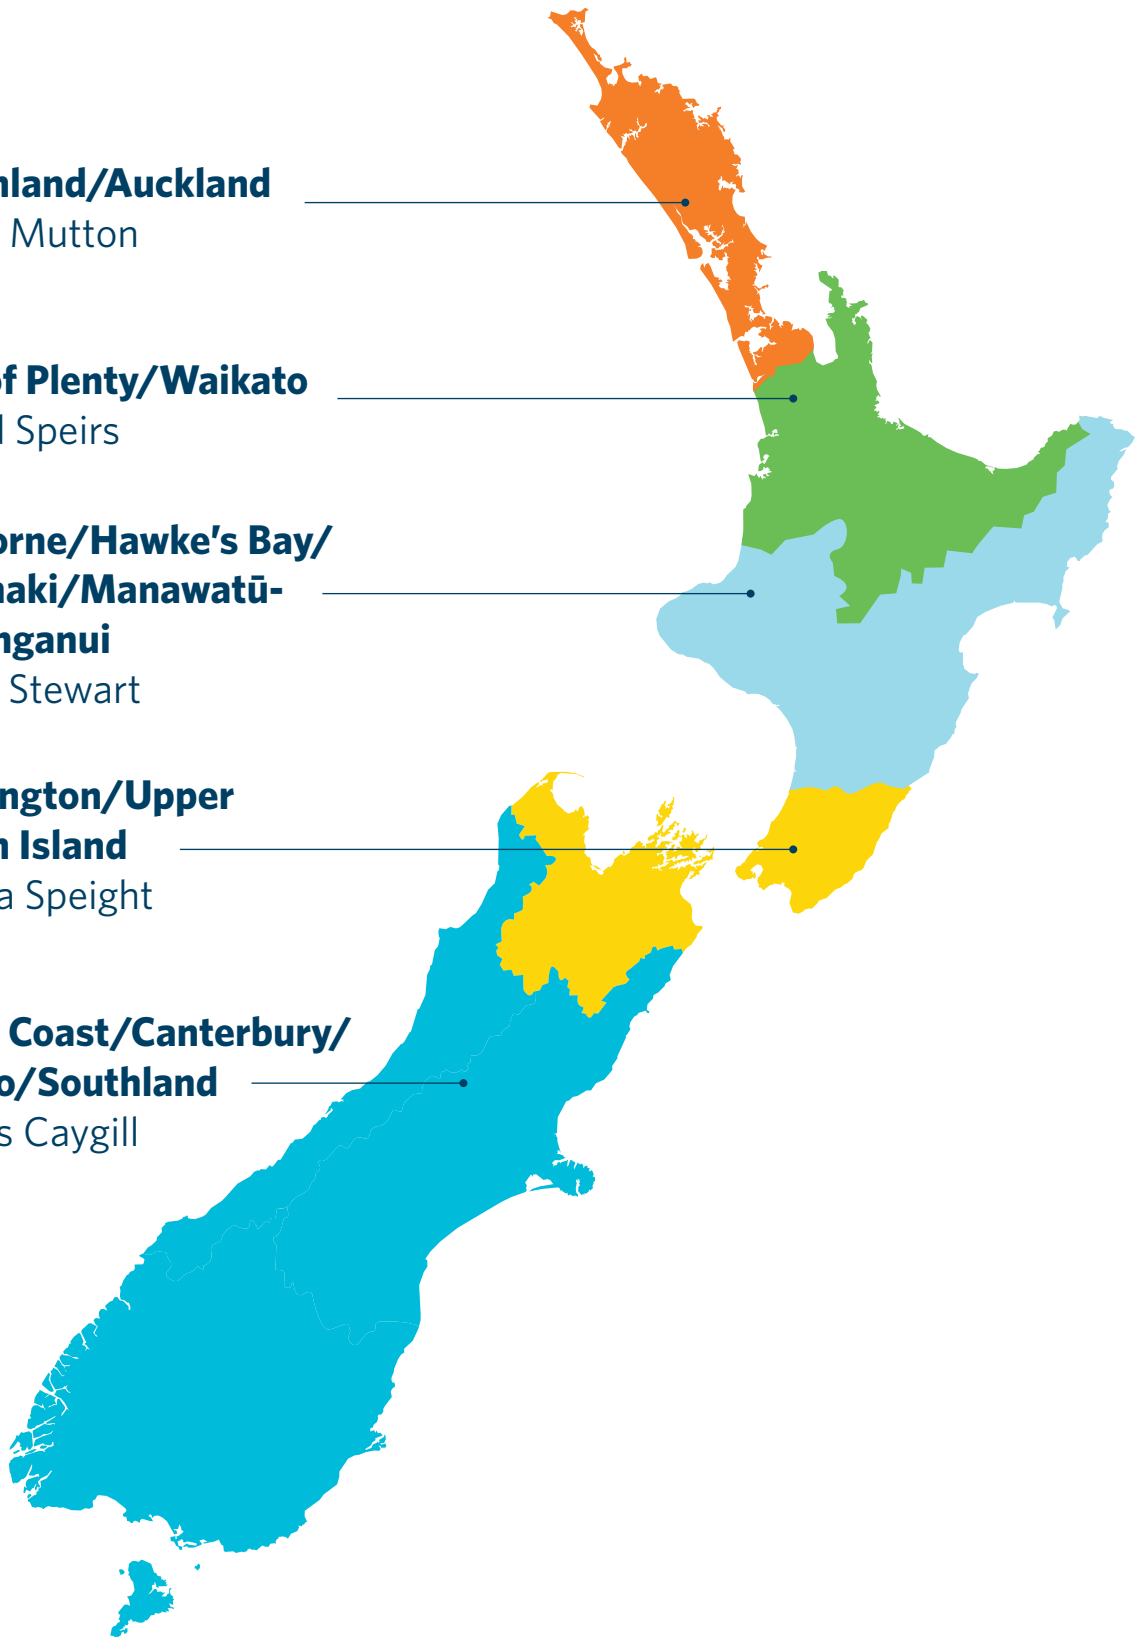 nland/Auckland
Mutton
of Plenty/Waikato
l Speirs
orne/Hawke's Bay/
naki/Manawatū-
nganui
Stewart
ington/Upper
n Island
a Speight
Coast/Canterbury/
o/Southland
s Caygill